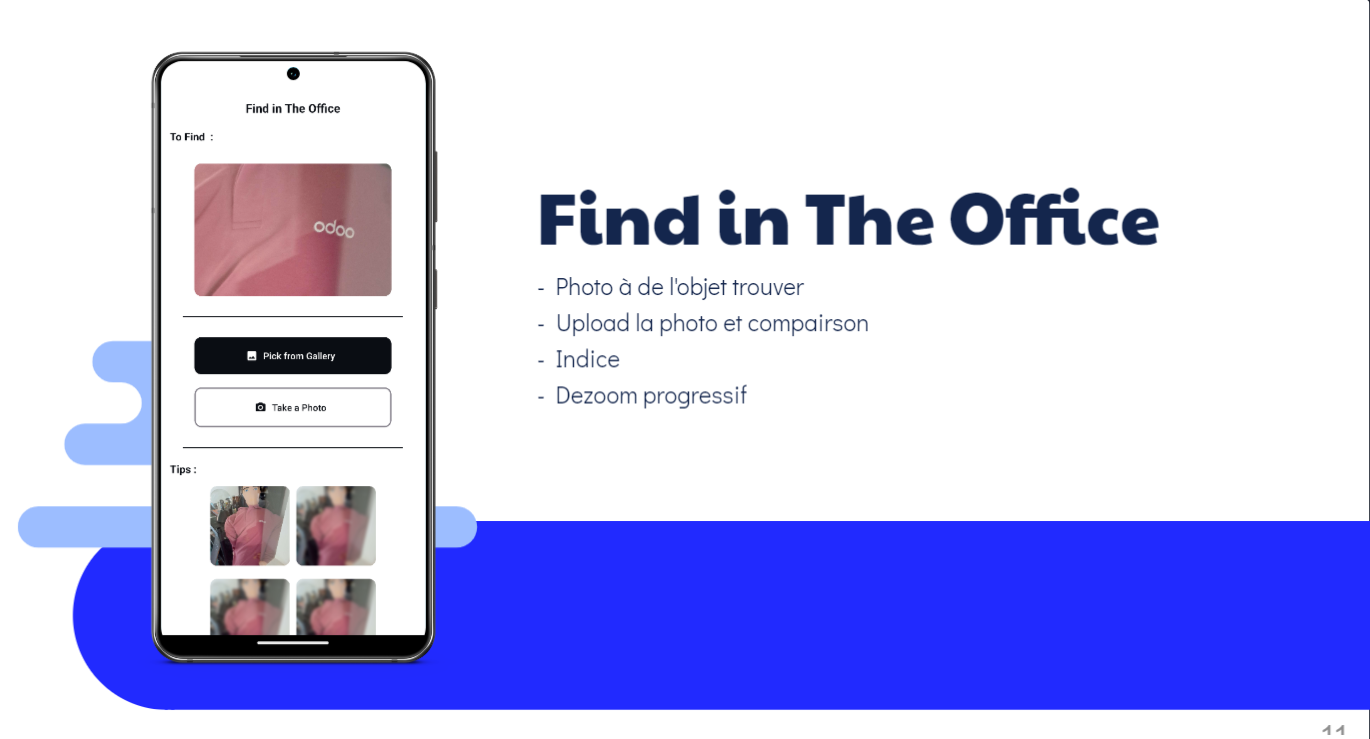 Find in The Office
To Find :
odoo
Pick from Gallery
Take a Photo
Tips :
Find in The Office
- Photo à de l'objet trouver
- Upload la photo et compairson
- Indice
- Dezoom progressif
11